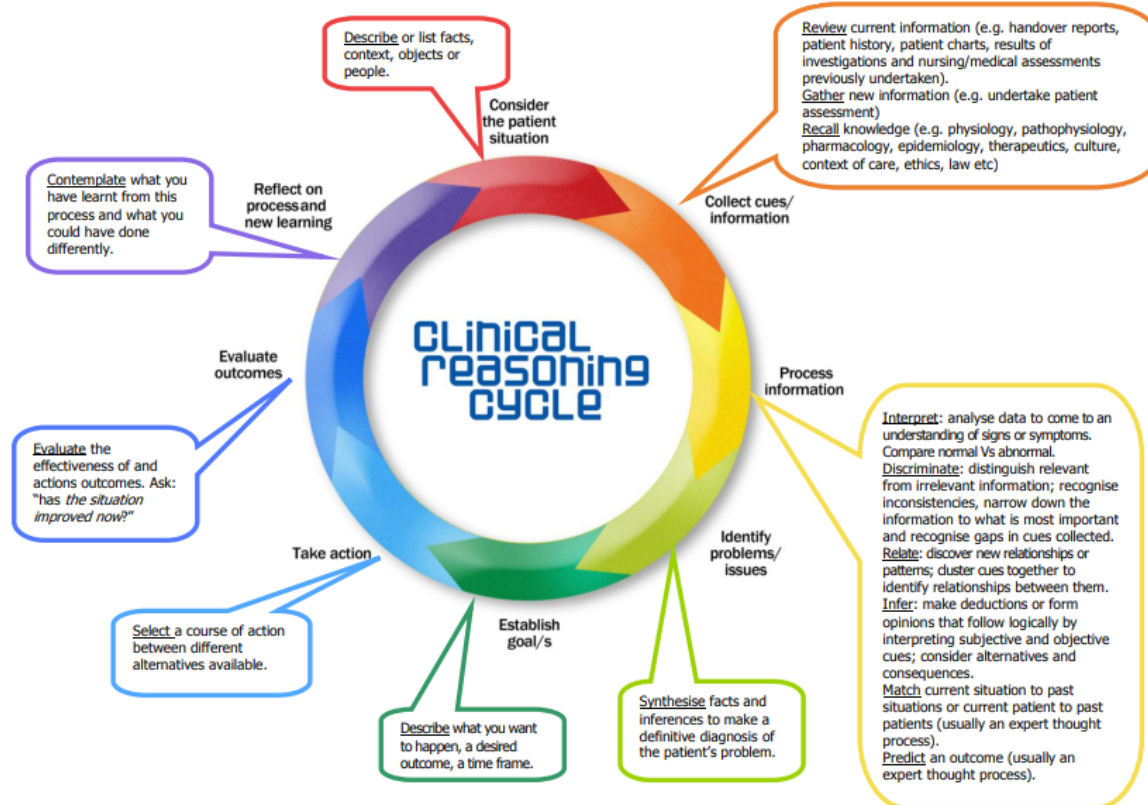 Describe or list facts,
context, objects or
people.
Consider
the patient
situation
Review current information (e.g. handover reports,
patient history, patient charts, results of
investigations and nursing/medical assessments
previously undertaken).
Gather new information (e.g. undertake patient
assessment)
Recall knowledge (e.g. physiology, pathophysiology,
pharmacology, epidemiology, therapeutics, culture,
context of care, ethics, law etc)
Collect cues/
information
Process
information
Interpret: analyse data to come to an
understanding of signs or symptoms.
Compare normal Vs abnormal.
Discriminate: distinguish relevant
from irrelevant information; recognise
inconsistencies, narrow down the
information to what is most important
and recognise gaps in cues collected.
Relate: discover new relationships or
patterns; cluster cues together to
identify relationships between them.
Infer: make deductions or form
opinions that follow logically by
interpreting subjective and objective
cues; consider alternatives and
consequences.
Match current situation to past
situations or current patient to past
patients (usually an expert thought
process).
Predict an outcome (usually an
expert thought process).
Identify
problems/
issues
Synthesise facts and
inferences to make a
definitive diagnosis of
the patient's problem.
Establish
goal/s
Describe what you want
to happen, a desired
outcome, a time frame.
Take action
Select a course of action
between different
alternatives available.
Evaluate
outcomes
Evaluate the
effectiveness of and
actions outcomes. Ask:
"has the situation
improved now?"
Reflect on
process and
new learning
Contemplate what you
have learnt from this
process and what you
could have done
differently.
CLINICAL
REASONING
CYCLE